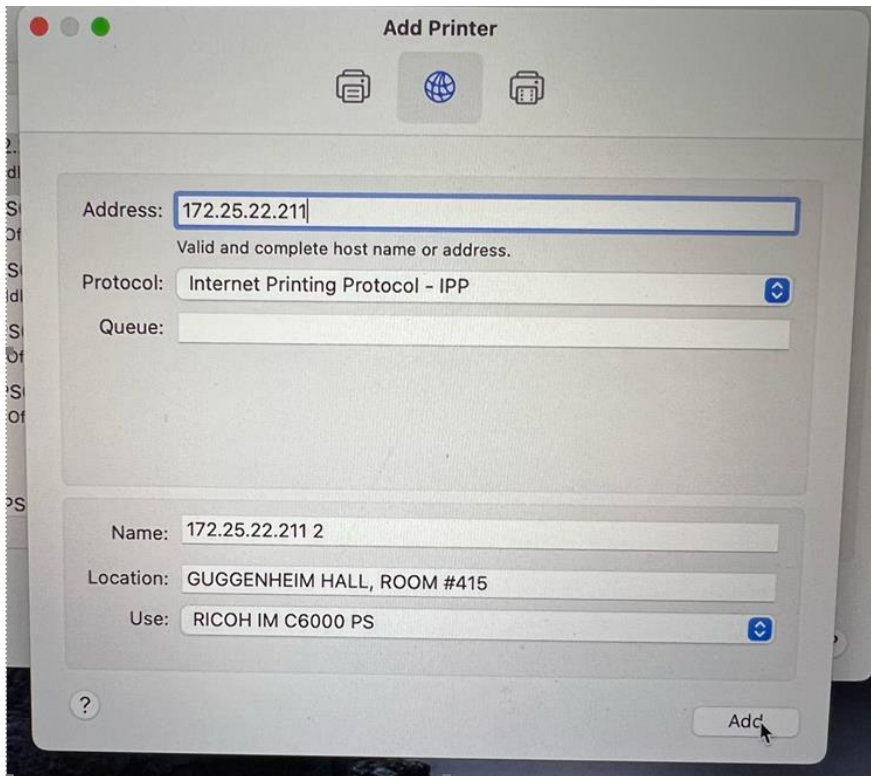 Add Printer
Address: 172.25.22.211
Valid and complete host name or address.
Protocol: Internet Printing Protocol - IPP
Queue:
Name: 172.25.22.211 2
Location: GUGGENHEIM HALL, ROOM #415
Use: RICOH IM C6000 PS
?
Add